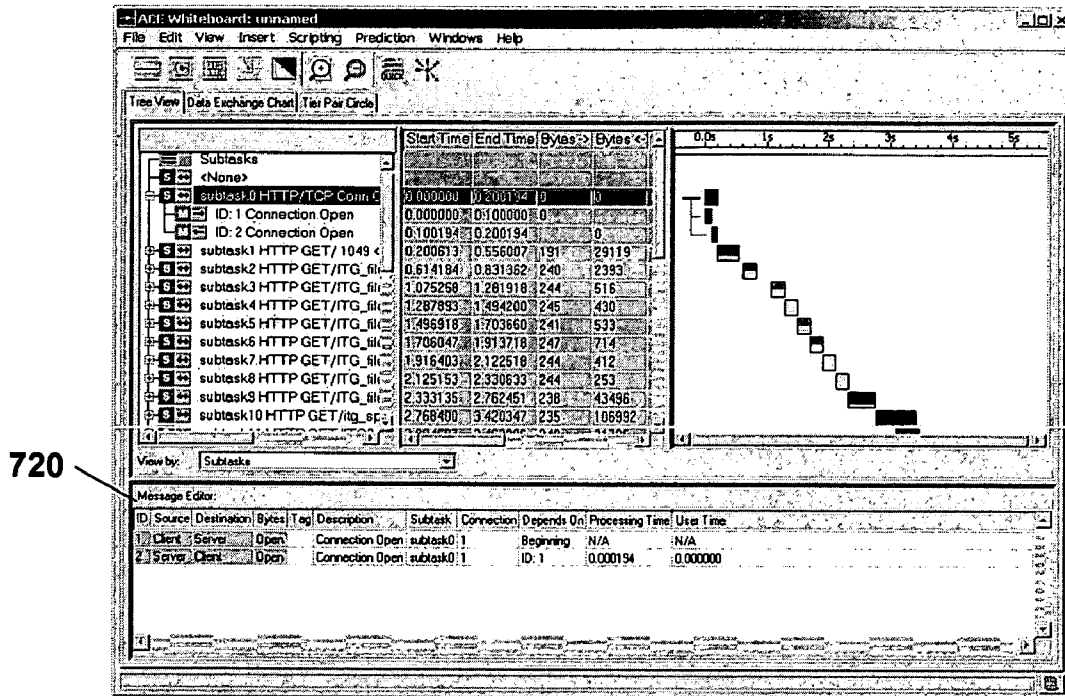 ACE Whiteboard: unnamed
File Edit View Insert Scripting Prediction Windows Help
Tree View Data Exchange Chart Tier Pair Circle
Start Time End Time Bytes -> Bytes <- 0.0s 1s 2s 3s 4s 5s
Subtasks
<None>
subtask0 HTTP/TCP Conn 0.000000 0.200194 0 0
ID: 1 Connection Open 0.000000 0.100000 0
ID: 2 Connection Open 0.100194 0.200194 0
subtask1 HTTP GET/ 1049 < 0.200613 0.556007 191 29119
subtask2 HTTP GET/ITG_file 0.614184 0.831362 240 2393
subtask3 HTTP GET/ITG_file 1.075268 1.281918 244 516
subtask4 HTTP GET/ITG_file 1.287893 1.494200 245 430
subtask5 HTTP GET/ITG_file 1.496918 1.703660 241 533
subtask6 HTTP GET/ITG_file 1.706047 1.913718 247 714
subtask7 HTTP GET/ITG_file 1.916403 2.122518 244 412
subtask8 HTTP GET/ITG_file 2.125153 2.330633 244 253
subtask9 HTTP GET/ITG_file 2.333135 2.762451 238 43496
subtask10 HTTP GET/itg_sp 2.768400 3.420347 235 106992
View by: Subtasks
720
Message Editor:
ID Source Destination Bytes Tag Description Subtask Connection Depends On Processing Time User Time
1 Client Server Open Connection Open subtask0 1 Beginning N/A N/A
2 Server Client Open Connection Open subtask0 1 ID: 1 0.000194 0.000000